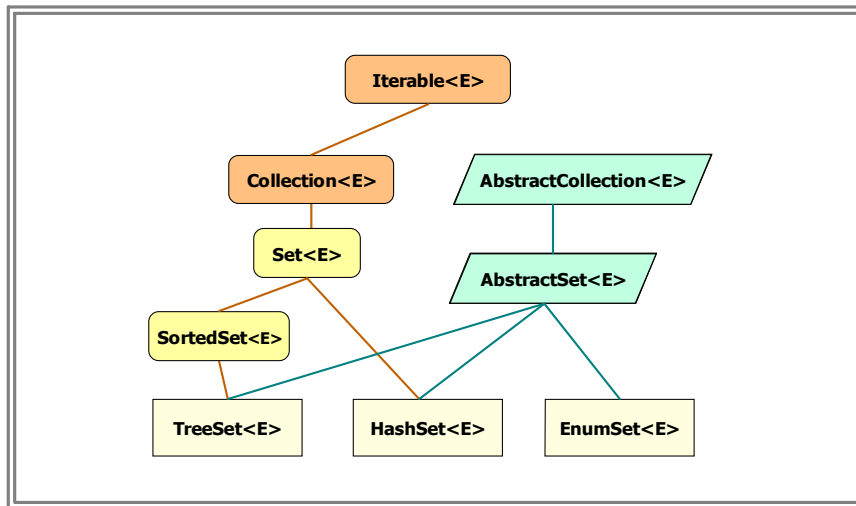 Iterable<E>
Collection<E>
AbstractCollection<E>
Set<E>
AbstractSet<E>
SortedSet<E>
TreeSet<E>
HashSet<E>
EnumSet<E>